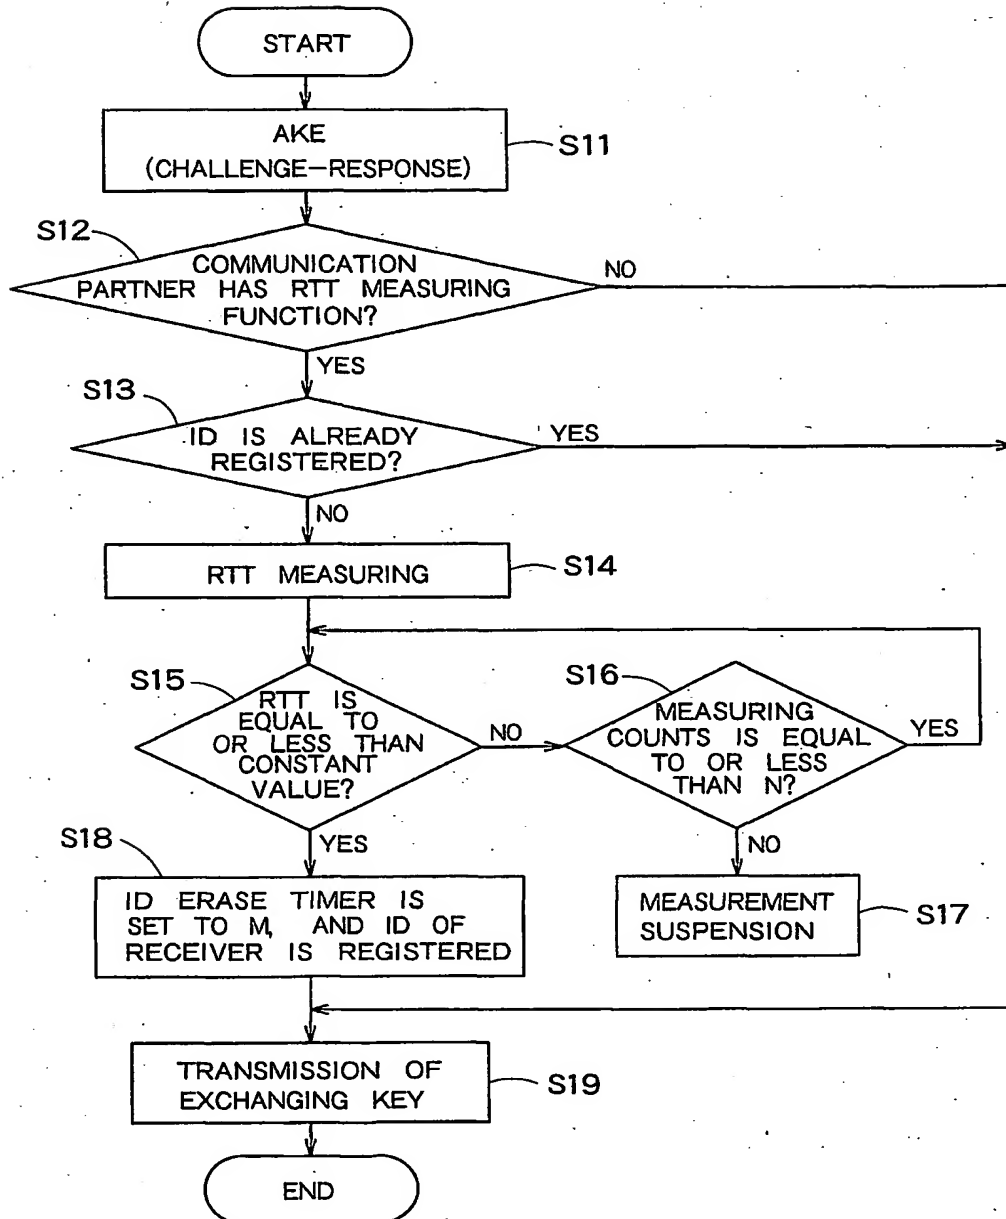 START
AKE
(CHALLENGE-RESPONSE)
S11
S12
COMMUNICATION
PARTNER HAS RTT MEASURING
FUNCTION?
NO
YES
S13
ID IS ALREADY
REGISTERED?
YES
NO
RTT MEASURING
S14
S15
RTT IS
EQUAL TO
OR LESS THAN
CONSTANT
VALUE?
NO
S16
MEASURING
COUNTS IS EQUAL
TO OR LESS
THAN N?
YES
YES
NO
S18
ID ERASE TIMER IS
SET TO M, AND ID OF
RECEIVER IS REGISTERED
MEASUREMENT
SUSPENSION
S17
TRANSMISSION OF
EXCHANGING KEY
S19
END